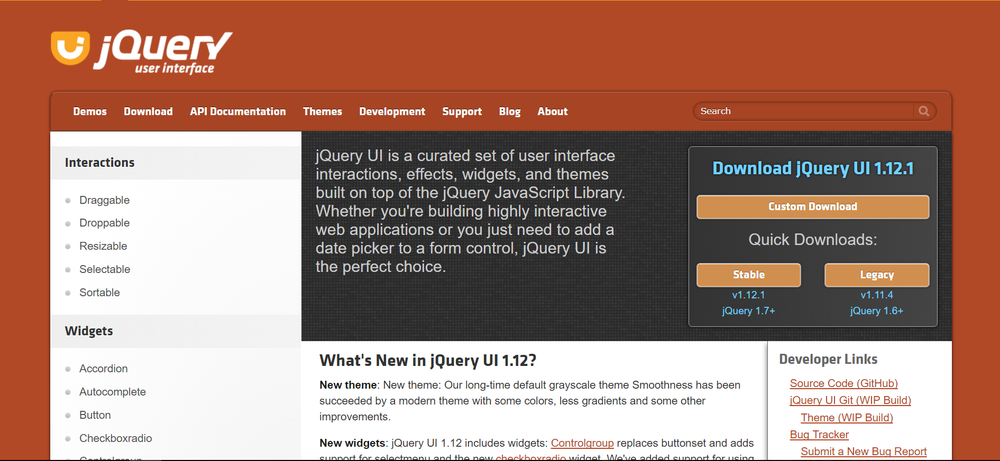 jQuery
user interface
Demos Download API Documentation Themes Development Support Blog About Search
Interactions
Draggable
Droppable
Resizable
Selectable
Sortable
Widgets
Accordion
Autocomplete
Button
Checkboxradio
Controlgroup
jQuery UI is a curated set of user interface
interactions, effects, widgets, and themes
built on top of the jQuery JavaScript Library.
Whether you're building highly interactive
web applications or you just need to add a
date picker to a form control, jQuery UI is
the perfect choice.
Download jQuery UI 1.12.1
Custom Download
Quick Downloads:
Stable
v1.12.1
jQuery 1.7+
Legacy
v1.11.4
jQuery 1.6+
What's New in jQuery UI 1.12?
New theme: New theme: Our long-time default grayscale theme Smoothness has been
succeeded by a modern theme with some colors, less gradients and some other
improvements.
New widgets: jQuery UI 1.12 includes widgets: Controlgroup replaces buttonset and adds
support for selectmenu and the new checkboxradio widget. We've added support for using
Developer Links
Source Code (GitHub)
jQuery UI Git (WIP Build)
Theme (WIP Build)
Bug Tracker
Submit a New Bug Report